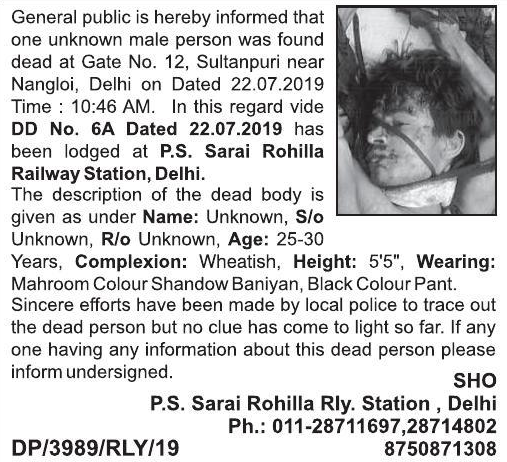 General public is hereby informed that
one unknown male person was found
dead at Gate No. 12, Sultanpuri near
Nangloi, Delhi on Dated 22.07.2019
Time : 10:46 AM. In this regard vide
DD No. 6A Dated 22.07.2019 has
been lodged at P.S. Sarai Rohilla
Railway Station, Delhi.
The description of the dead body is
given as under Name: Unknown, S/o
Unknown, R/o Unknown, Age: 25-30
Years, Complexion: Wheatish, Height: 5'5", Wearing:
Mahroom Colour Shandow Baniyan, Black Colour Pant.
Sincere efforts have been made by local police to trace out
the dead person but no clue has come to light so far. If any
one having any information about this dead person please
inform undersigned.
SHO
P.S. Sarai Rohilla Rly. Station , Delhi
Ph.: 011-28711697,28714802
DP/3989/RLY/19 8750871308